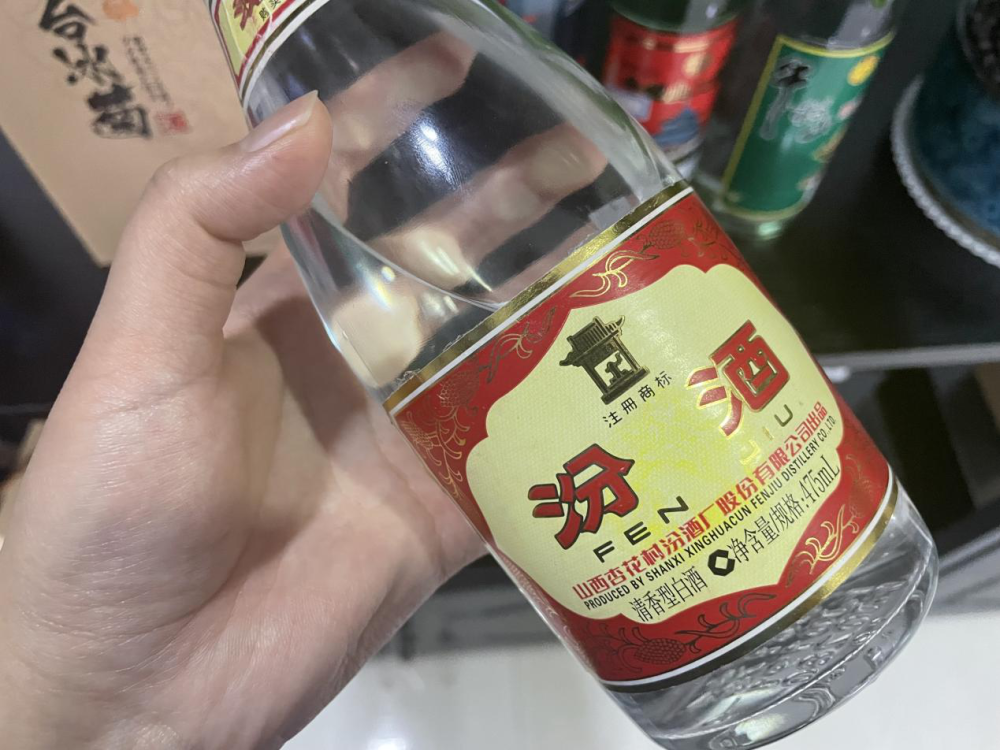 注册商标
汾酒
FEN JIU
山西杏花村汾酒厂股份有限公司出品
PRODUCED BY SHANXI XINGHUACUN FENJIU DISTILLERY CO.,LTD.
清香型白酒 净含量/规格:475mL